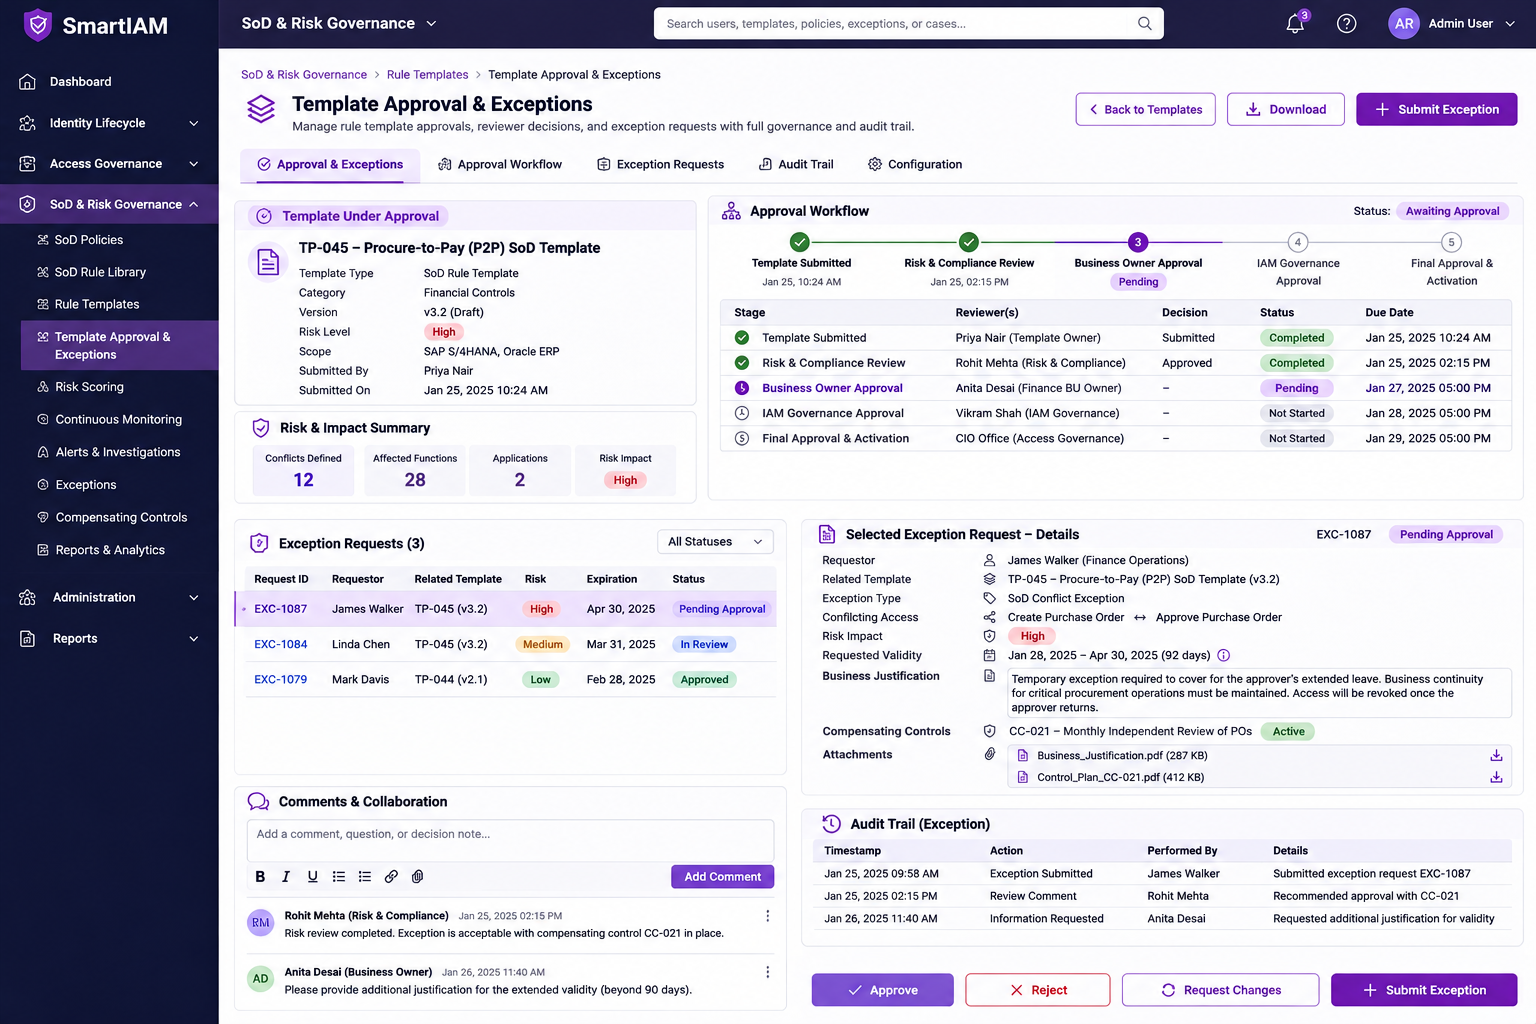 SmartIAM
SoD & Risk Governance
Search users, templates, policies, exceptions, or cases...
3
AR
Admin User
Dashboard
Identity Lifecycle
Access Governance
SoD & Risk Governance
SoD Policies
SoD Rule Library
Rule Templates
Template Approval &
Exceptions
Risk Scoring
Continuous Monitoring
Alerts & Investigations
Exceptions
Compensating Controls
Reports & Analytics
Administration
Reports
SoD & Risk Governance > Rule Templates > Template Approval & Exceptions
Template Approval & Exceptions
Manage rule template approvals, reviewer decisions, and exception requests with full governance and audit trail.
Back to Templates
Download
Submit Exception
Approval & Exceptions
Approval Workflow
Exception Requests
Audit Trail
Configuration
Template Under Approval
TP-045 – Procure-to-Pay (P2P) SoD Template
Template Type SoD Rule Template
Category Financial Controls
Version v3.2 (Draft)
Risk Level High
Scope SAP S/4HANA, Oracle ERP
Submitted By Priya Nair
Submitted On Jan 25, 2025 10:24 AM
Risk & Impact Summary
Conflicts Defined
12
Affected Functions
28
Applications
2
Risk Impact
High
Approval Workflow
Status: Awaiting Approval
3 4 5
Template Submitted Risk & Compliance Review Business Owner Approval IAM Governance Final Approval &
Jan 25, 10:24 AM Jan 25, 02:15 PM Pending Approval Activation
Stage Reviewer(s) Decision Status Due Date
Template Submitted Priya Nair (Template Owner) Submitted Completed Jan 25, 2025 10:24 AM
Risk & Compliance Review Rohit Mehta (Risk & Compliance) Approved Completed Jan 25, 2025 02:15 PM
Business Owner Approval Anita Desai (Finance BU Owner) – Pending Jan 27, 2025 05:00 PM
IAM Governance Approval Vikram Shah (IAM Governance) – Not Started Jan 28, 2025 05:00 PM
5 Final Approval & Activation CIO Office (Access Governance) – Not Started Jan 29, 2025 05:00 PM
Exception Requests (3)
All Statuses
Request ID Requestor Related Template Risk Expiration Status
EXC-1087 James Walker TP-045 (v3.2) High Apr 30, 2025 Pending Approval
EXC-1084 Linda Chen TP-045 (v3.2) Medium Mar 31, 2025 In Review
EXC-1079 Mark Davis TP-044 (v2.1) Low Feb 28, 2025 Approved
Selected Exception Request – Details
EXC-1087 Pending Approval
Requestor James Walker (Finance Operations)
Related Template TP-045 – Procure-to-Pay (P2P) SoD Template (v3.2)
Exception Type SoD Conflict Exception
Conflicting Access Create Purchase Order ↔ Approve Purchase Order
Risk Impact High
Requested Validity Jan 28, 2025 – Apr 30, 2025 (92 days)
Business Justification Temporary exception required to cover for the approver's extended leave. Business continuity
for critical procurement operations must be maintained. Access will be revoked once the
approver returns.
Compensating Controls CC-021 – Monthly Independent Review of POs Active
Attachments Business_Justification.pdf (287 KB)
Control_Plan_CC-021.pdf (412 KB)
Comments & Collaboration
Add a comment, question, or decision note...
B I U
Add Comment
RM
Rohit Mehta (Risk & Compliance) Jan 25, 2025 02:15 PM
Risk review completed. Exception is acceptable with compensating control CC-021 in place.
AD
Anita Desai (Business Owner) Jan 26, 2025 11:40 AM
Please provide additional justification for the extended validity (beyond 90 days).
Audit Trail (Exception)
Timestamp Action Performed By Details
Jan 25, 2025 09:58 AM Exception Submitted James Walker Submitted exception request EXC-1087
Jan 25, 2025 02:15 PM Review Comment Rohit Mehta Recommended approval with CC-021
Jan 26, 2025 11:40 AM Information Requested Anita Desai Requested additional justification for validity
Approve
Reject
Request Changes
Submit Exception